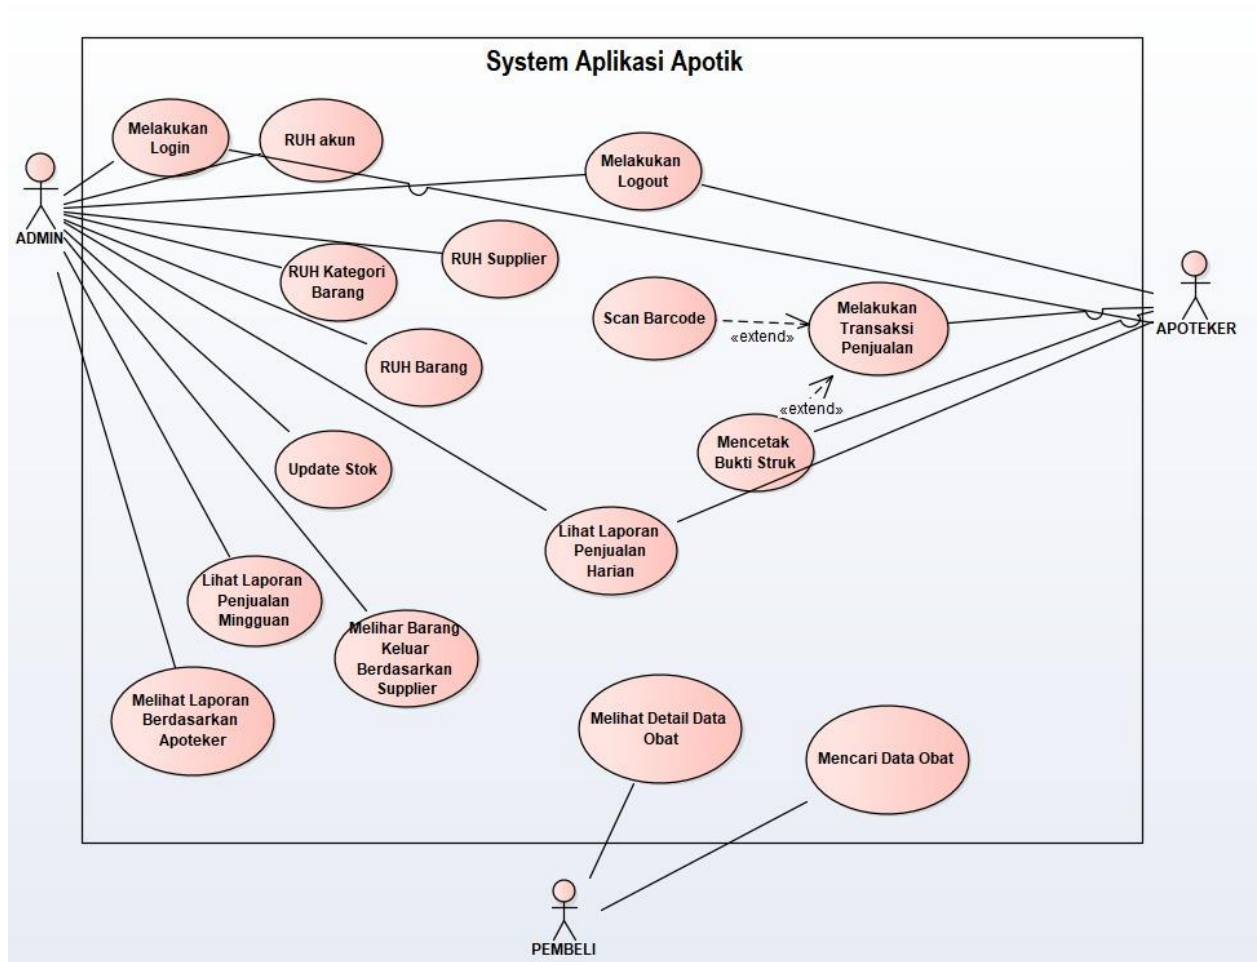 System Aplikasi Apotik
Melakukan
Login
RUH akun
Melakukan
Logout
ADMIN
RUH Supplier
RUH Kategori
Barang
Scan Barcode
«extend»
Melakukan
Transaksi
Penjualan
APOTEKER
RUH Barang
«extend»
Mencetak
Bukti Struk
Update Stok
Lihat Laporan
Penjualan
Harian
Lihat Laporan
Penjualan
Mingguan
Melihar Barang
Keluar
Berdasarkan
Supplier
Melihat Laporan
Berdasarkan
Apoteker
Melihat Detail Data
Obat
Mencari Data Obat
PEMBELI